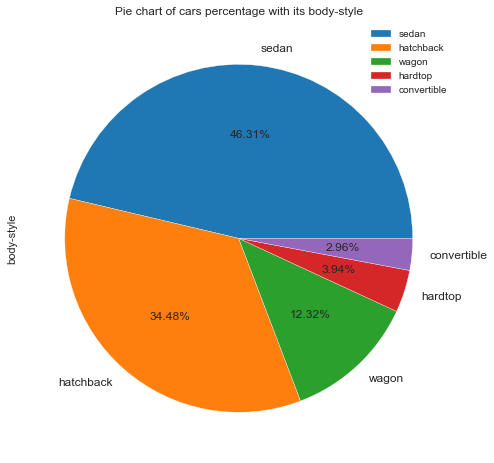 Pie chart of cars percentage with its body-style
sedan
hatchback
wagon
hardtop
convertible
sedan
46.31%
body-style
2.96%
convertible
3.94%
hardtop
34.48%
12.32%
wagon
hatchback